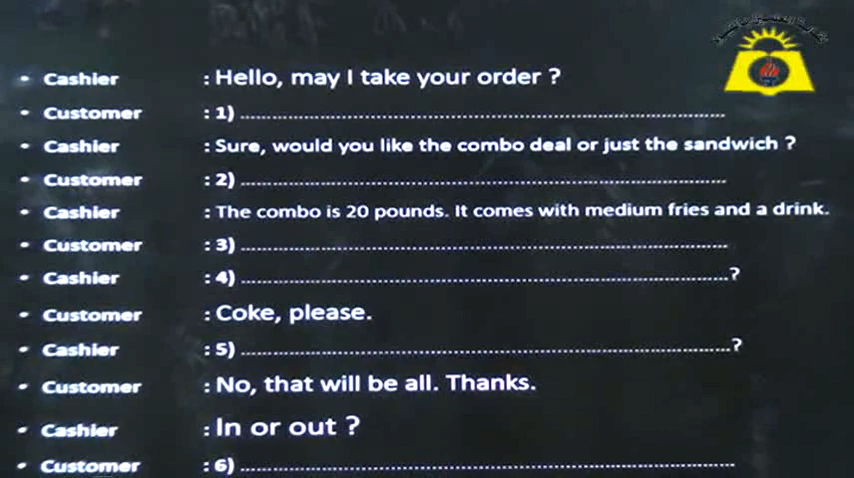 • Cashier : Hello, may I take your order ?
• Customer : 1) ........................................
• Cashier : Sure, would you like the combo deal or just the sandwich ?
• Customer : 2) ........................................
• Cashier : The combo is 20 pounds. It comes with medium fries and a drink.
• Customer : 3) ........................................
• Cashier : 4) ........................................?
• Customer : Coke, please.
• Cashier : 5) ........................................?
• Customer : No, that will be all. Thanks.
• Cashier : In or out ?
• Customer : 6) ........................................